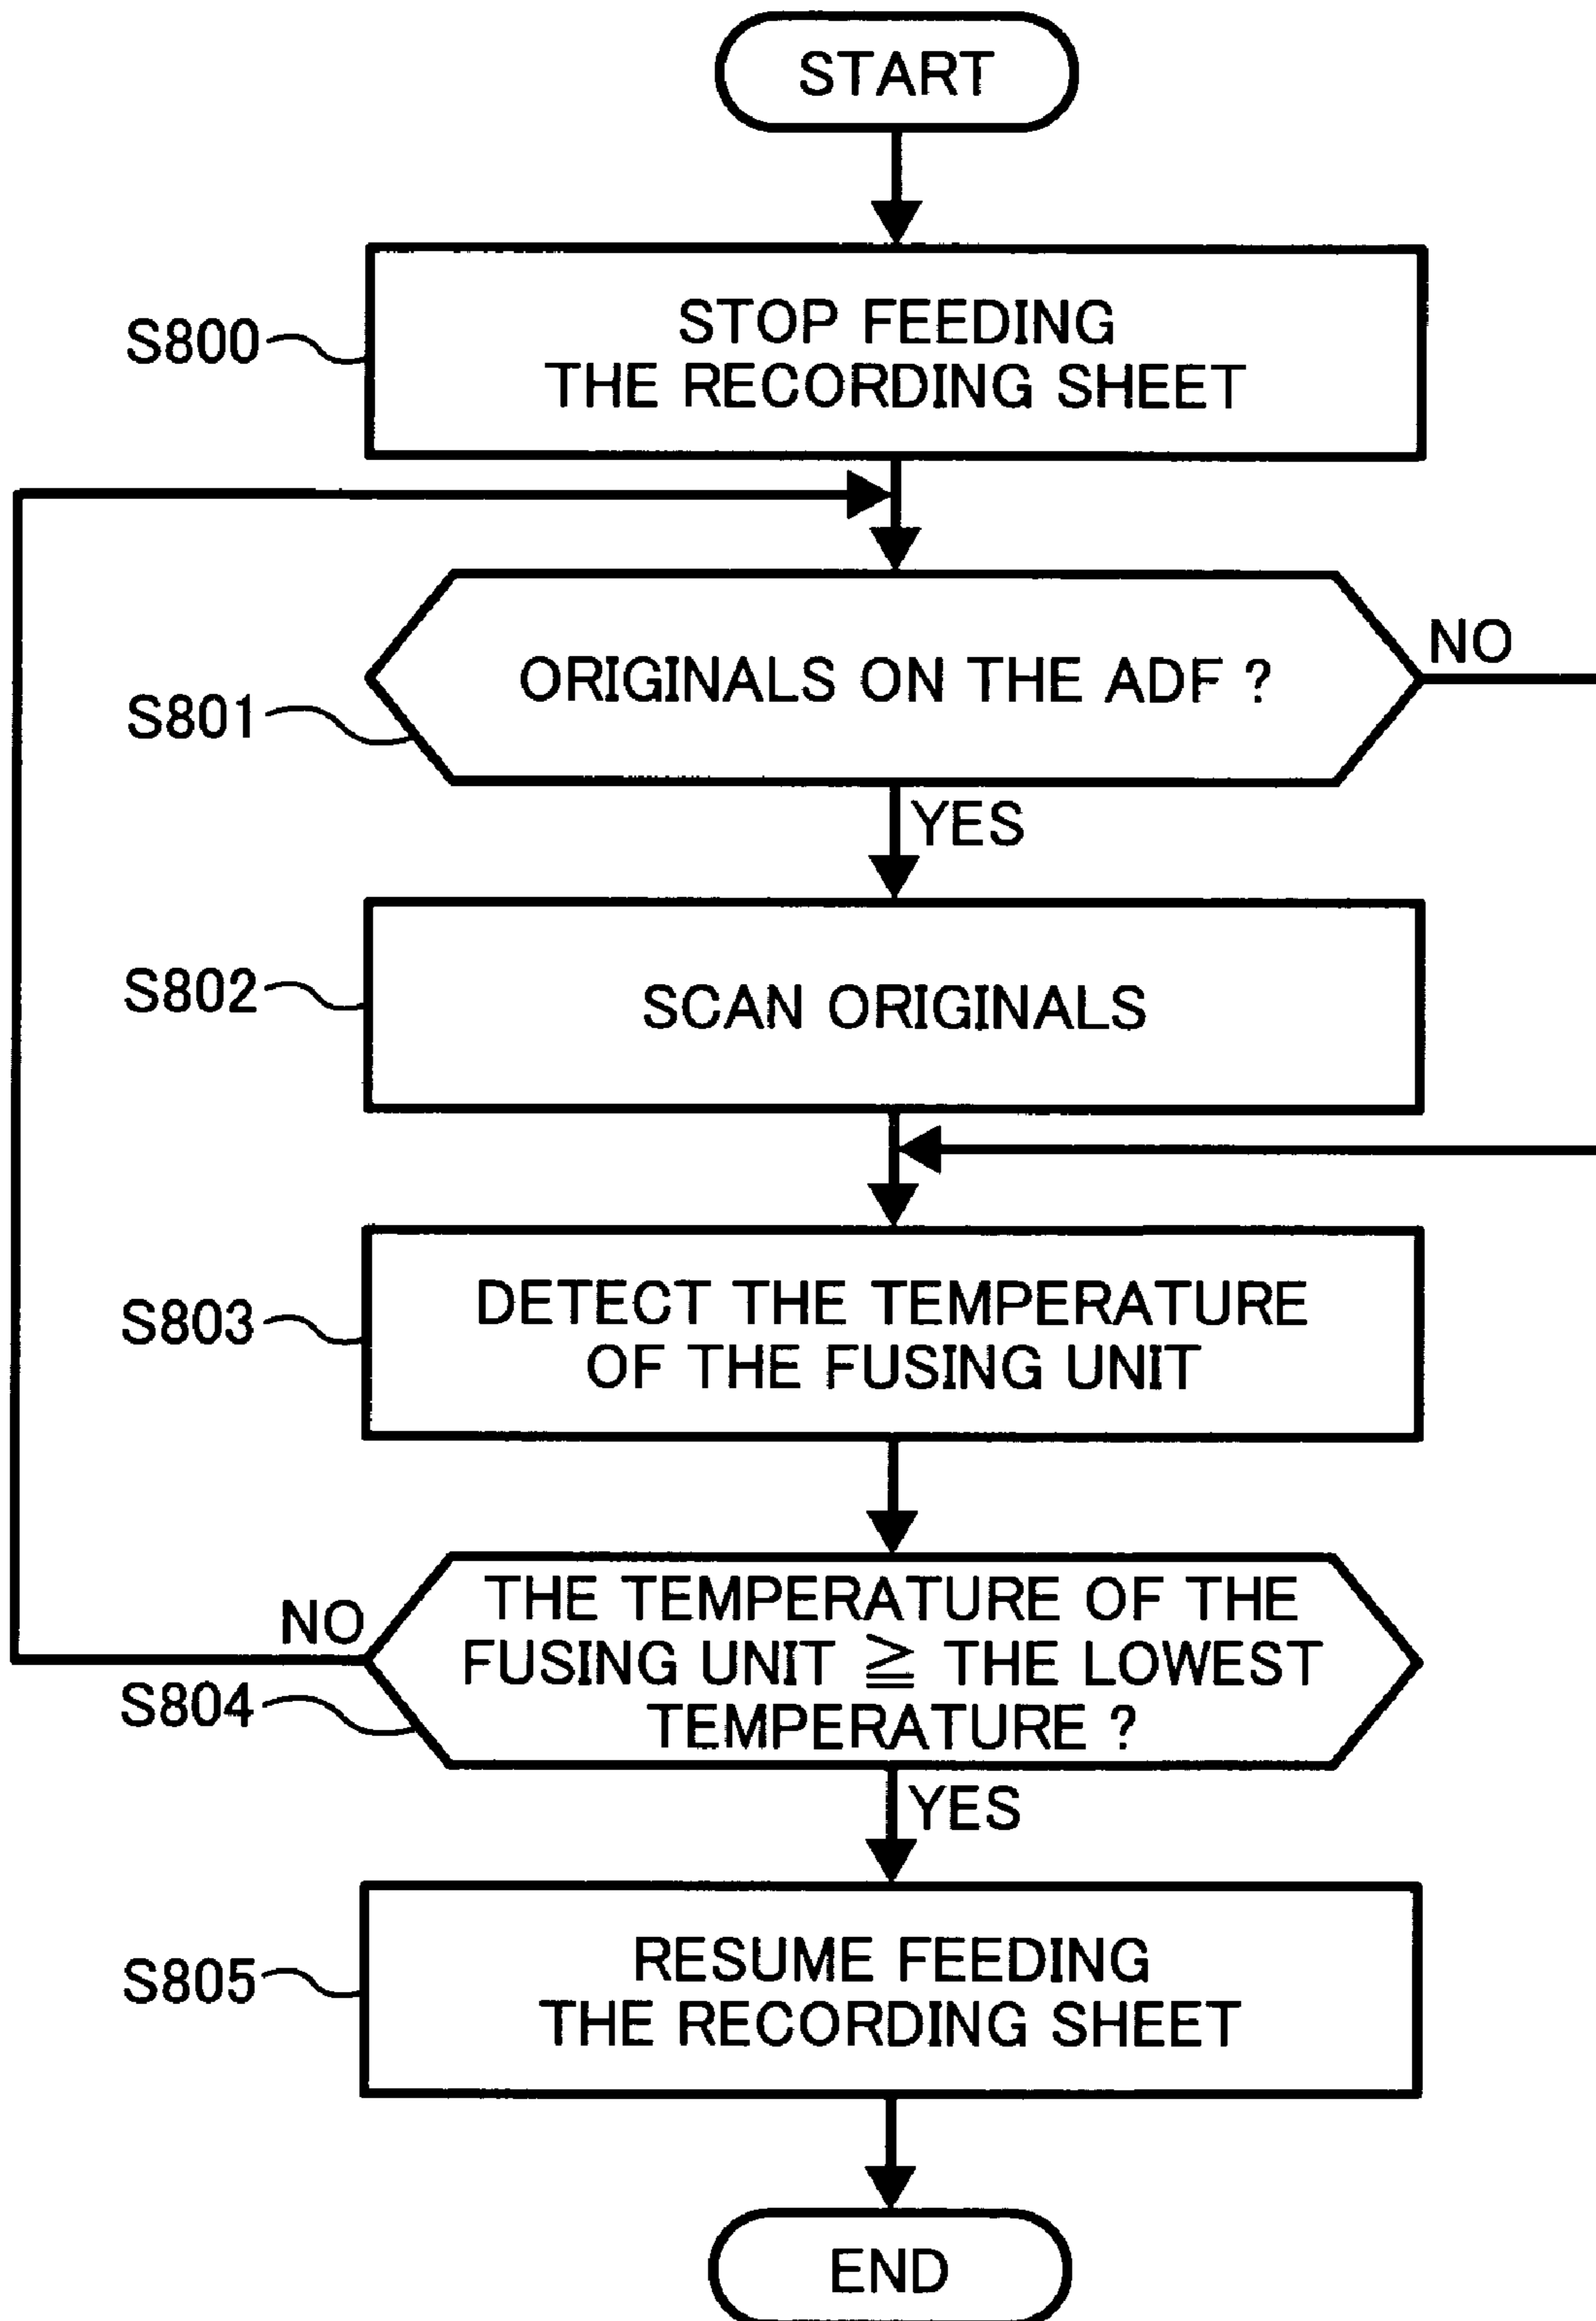 START
S800
STOP FEEDING
THE RECORDING SHEET
S801
ORIGINALS ON THE ADF ?
NO
YES
S802
SCAN ORIGINALS
S803
DETECT THE TEMPERATURE
OF THE FUSING UNIT
NO
S804
THE TEMPERATURE OF THE
FUSING UNIT ≧ THE LOWEST
TEMPERATURE ?
YES
S805
RESUME FEEDING
THE RECORDING SHEET
END